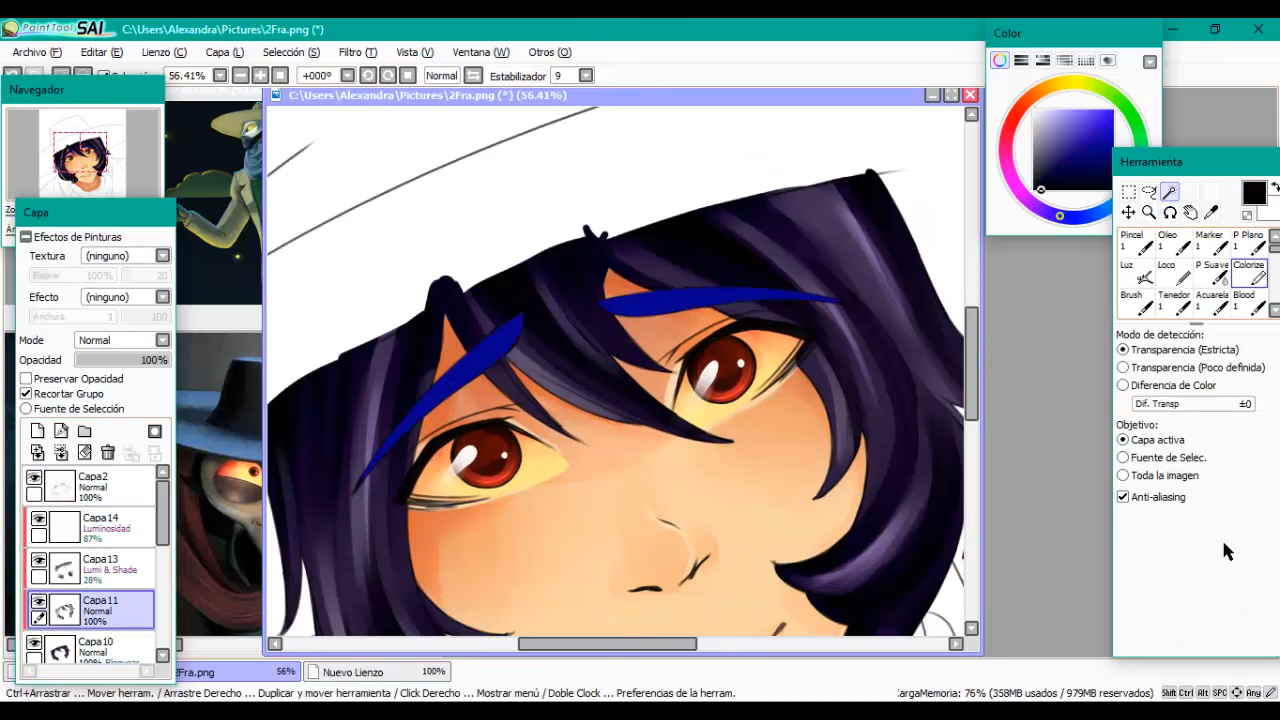 PaintTool SAI C:\Users\Alexandra\Pictures\2Fra.png (*)
Archivo (F) Editar (E) Lienzo (C) Capa (L) Selección (S) Filtro (T) Vista (V) Ventana (W) Otros (O)
56.41% +000º Normal Estabilizador 9
Navegador
C:\Users\Alexandra\Pictures\2Fra.png (*) (56.41%)
Capa
Efectos de Pinturas
Textura (ninguno)
100% 20
Efecto (ninguno)
Anchura 1 100
Mode Normal
Opacidad 100%
Preservar Opacidad
Recortar Grupo
Fuente de Selección
Capa2
Normal
100%
Capa14
Luminosidad
87%
Capa13
Lumi & Shade
28%
Capa11
Normal
100%
Capa10
Normal
2Fra.png 56%
Nuevo Lienzo 100%
Color
Herramienta
Pincel Oleo Marker P Plano
1 1 1 1
Luz Loco P Suave Colorize
Brush Tenedor Acuarela Blood
1 1 1 1
Modo de detección:
Transparencia (Estricta)
Transparencia (Poco definida)
Diferencia de Color
Dif. Transp ±0
Objetivo:
Capa activa
Fuente de Selec.
Toda la imagen
Anti-aliasing
Ctrl+Arrastrar ... Mover herram. / Arrastre Derecho ... Duplicar y mover herramienta / Click Derecho ... Mostrar menú / Doble Clock ... Preferencias de la herram.
CargaMemoria: 76% (358MB usados / 979MB reservados) Shift Ctrl Alt SPC Any